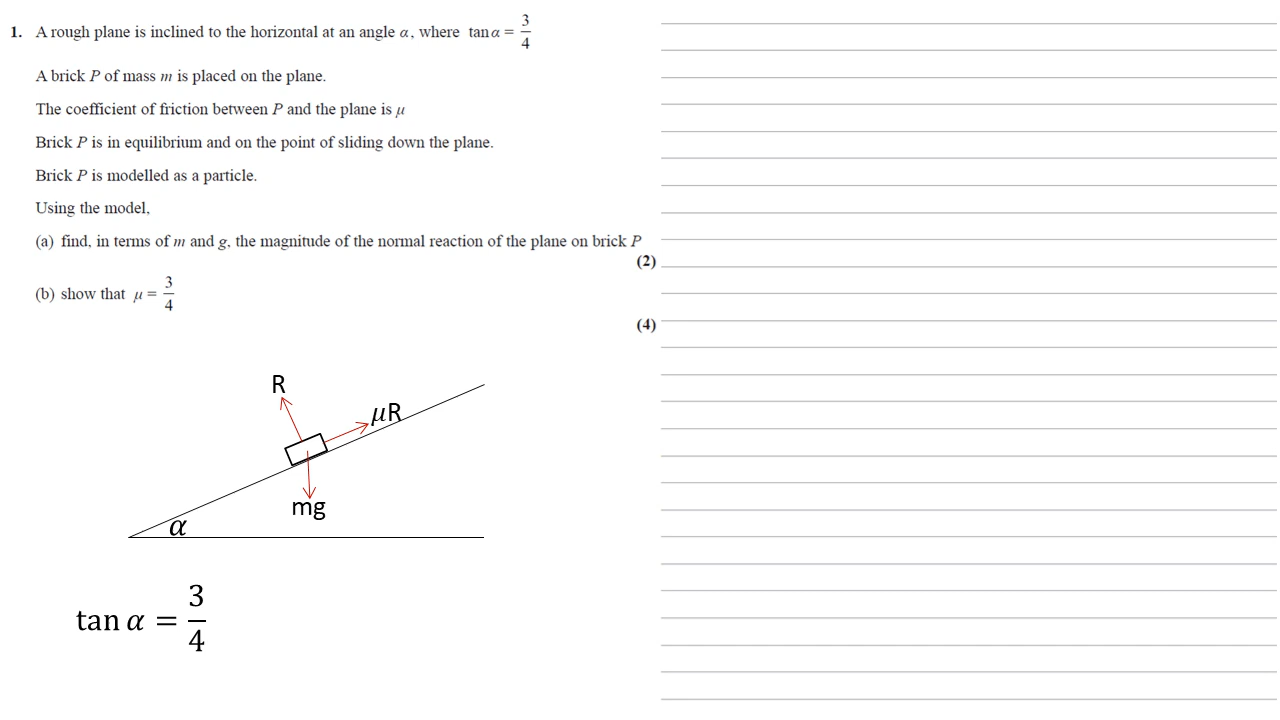 1. A rough plane is inclined to the horizontal at an angle α, where tan α = 3/4
A brick P of mass m is placed on the plane.
The coefficient of friction between P and the plane is μ
Brick P is in equilibrium and on the point of sliding down the plane.
Brick P is modelled as a particle.
Using the model,
(a) find, in terms of m and g, the magnitude of the normal reaction of the plane on brick P
(2)
(b) show that μ = 3/4
(4)
R
μR
mg
α
tan α = 3/4